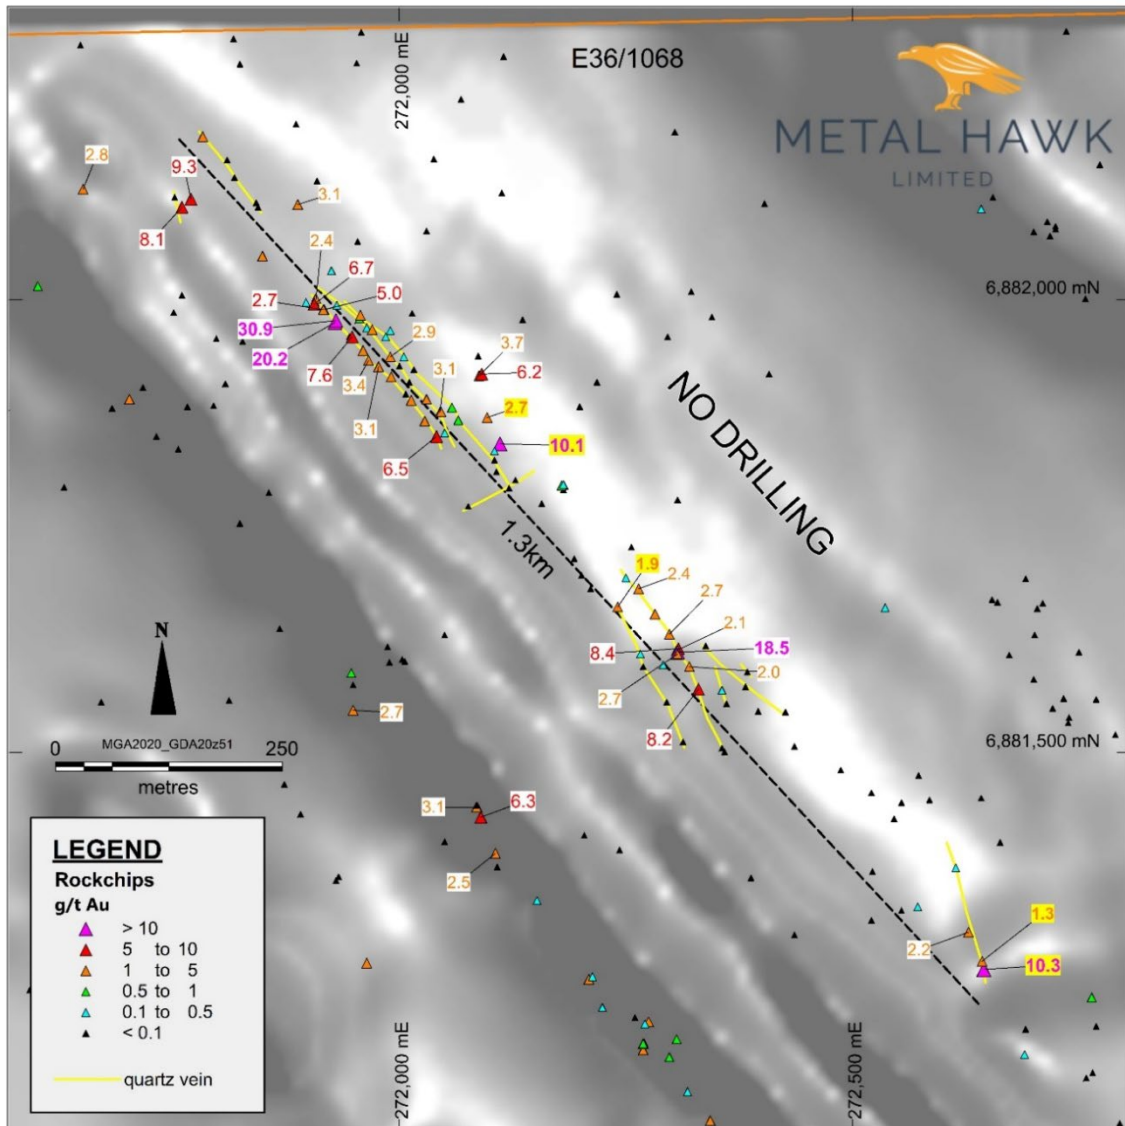 272,000 mE
E36/1068
METAL HAWK
LIMITED
2.8
9.3
3.1
8.1
2.4
6.7
2.7
5.0
6,882,000 mN
30.9
2.9
20.2
3.7
7.6
3.4
3.1
6.2
3.1
2.7
NO DRILLING
6.5
10.1
1.3km
1.9
2.4
2.7
2.1
8.4
18.5
2.0
2.7
8.2
N
2.7
MGA2020_GDA20z51
0 250
metres
6,881,500 mN
3.1
6.3
2.5
2.2
1.3
10.3
LEGEND
Rockchips
g/t Au
> 10
5 to 10
1 to 5
0.5 to 1
0.1 to 0.5
< 0.1
quartz vein
272,000 mE
272,500 mE